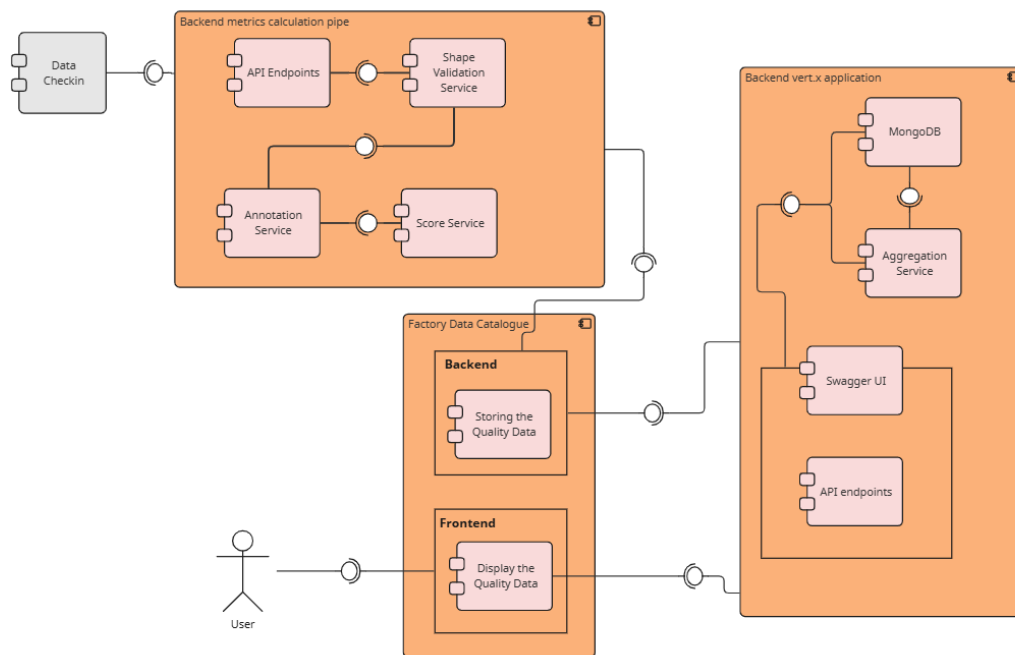 Backend metrics calculation pipe
Data
Checkin
API Endpoints
Shape
Validation
Service
Annotation
Service
Score Service
Backend vert.x application
MongoDB
Aggregation
Service
Swagger UI
API endpoints
Factory Data Catalogue
Backend
Storing the
Quality Data
Frontend
Display the
Quality Data
User